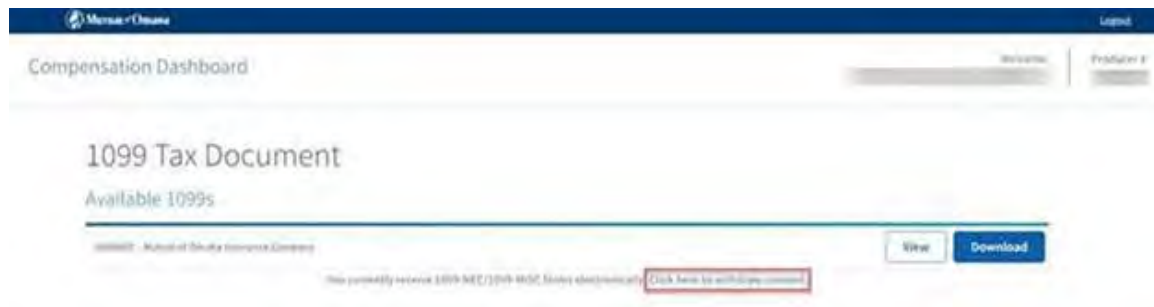 Mutual of Omaha
Logout
Compensation Dashboard
Welcome
Producer #
1099 Tax Document
Available 1099s
Mutual of Omaha Insurance Company
View
Download
You currently receive 1099-NEC/1099-MISC forms electronically. Click here to withdraw consent.